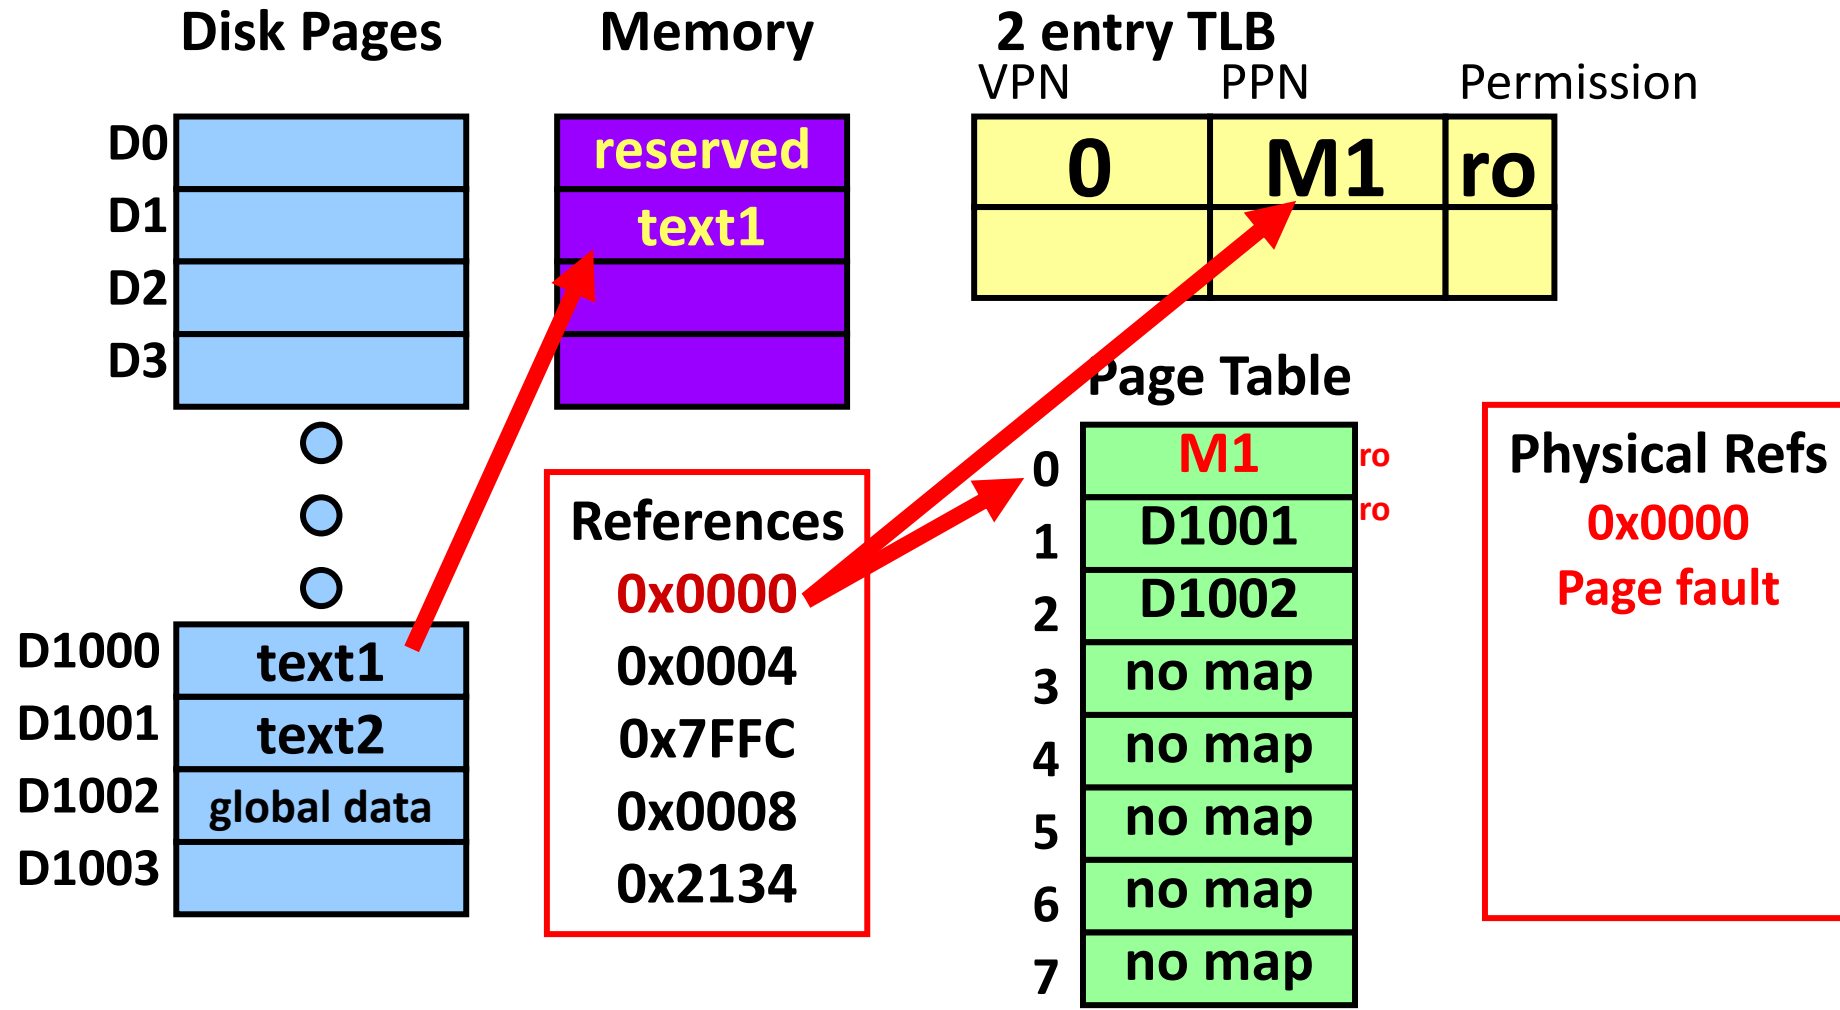 Disk Pages
D0
D1
D2
D3
D1000 text1
D1001 text2
D1002 global data
D1003
Memory
reserved
text1
References
0x0000
0x0004
0x7FFC
0x0008
0x2134
2 entry TLB
VPN PPN Permission
0 M1 ro
Page Table
0 M1 ro
1 D1001 ro
2 D1002
3 no map
4 no map
5 no map
6 no map
7 no map
Physical Refs
0x0000
Page fault